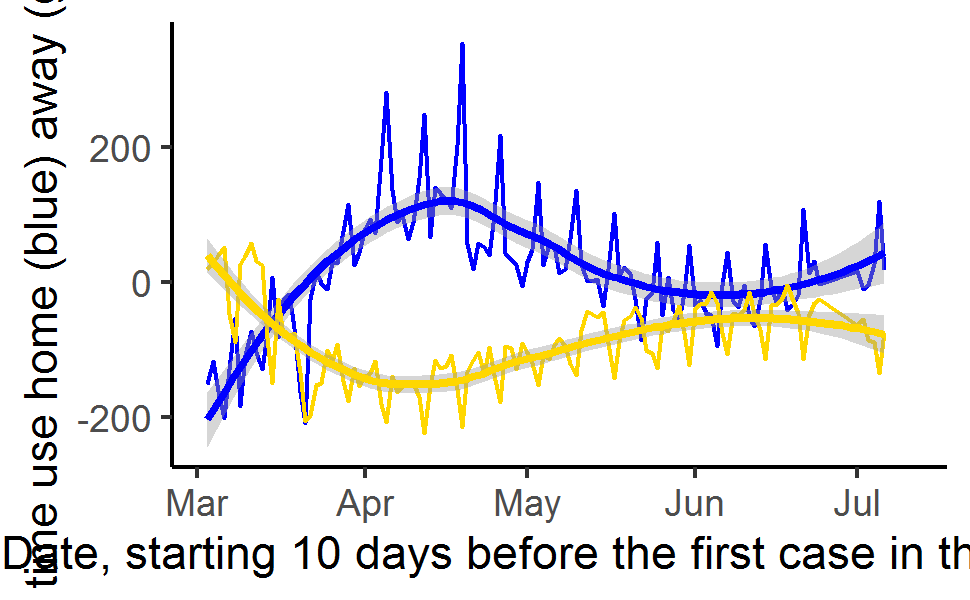 time use home (blue) away (
200
0
-200
Mar Apr May Jun Jul
Date, starting 10 days before the first case in th